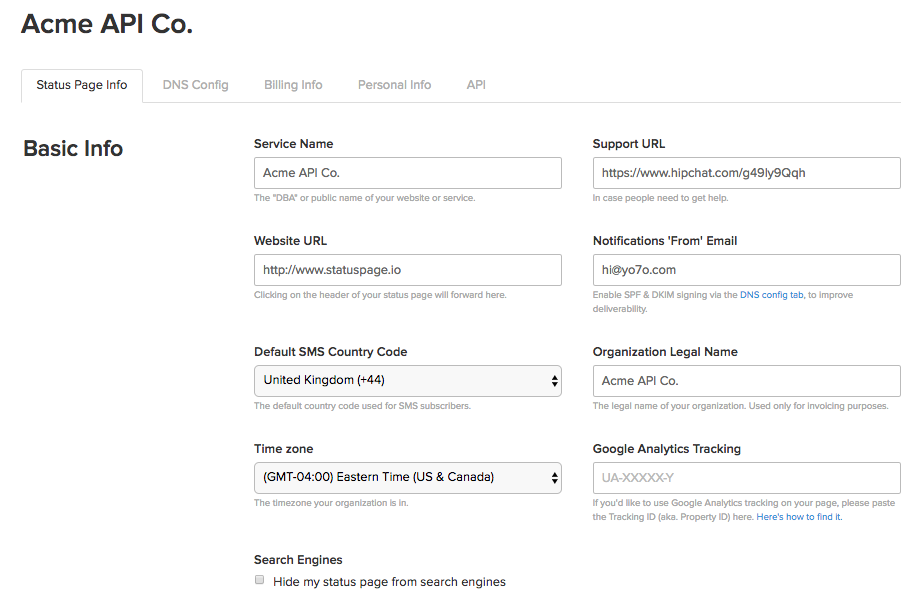 Acme API Co.
Status Page Info
DNS Config
Billing Info
Personal Info
API
Basic Info
Service Name
Acme API Co.
The "DBA" or public name of your website or service.
Support URL
https://www.hipchat.com/g49ly9Qqh
In case people need to get help.
Website URL
http://www.statuspage.io
Clicking on the header of your status page will forward here.
Notifications 'From' Email
hi@yo7o.com
Enable SPF & DKIM signing via the DNS config tab, to improve
deliverability.
Default SMS Country Code
United Kingdom (+44)
The default country code used for SMS subscribers.
Organization Legal Name
Acme API Co.
The legal name of your organization. Used only for invoicing purposes.
Time zone
(GMT-04:00) Eastern Time (US & Canada)
The timezone your organization is in.
Google Analytics Tracking
UA-XXXXX-Y
If you'd like to use Google Analytics tracking on your page, please paste
the Tracking ID (aka. Property ID) here. Here's how to find it.
Search Engines
Hide my status page from search engines